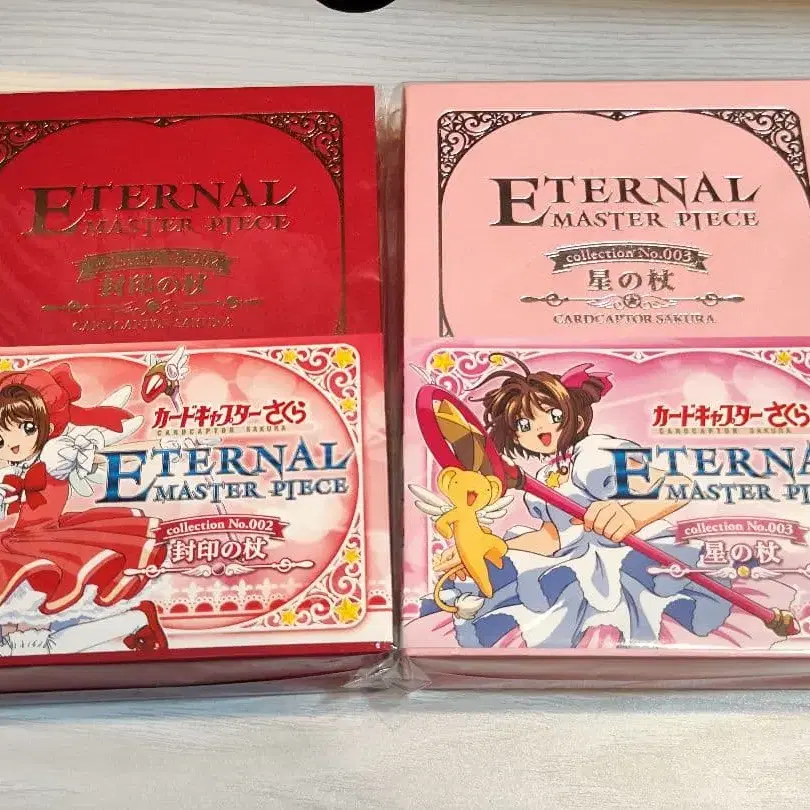 ETERNAL
MASTER PIECE
封印の杖
CARDCAPTOR SAKURA
カードキャプターさくら
CARDCAPTOR SAKURA
ETERNAL
MASTER PIECE
collection No.002
封印の杖
ETERNAL
MASTER PIECE
collection No.003
星の杖
CARDCAPTOR SAKURA
カードキャプターさくら
CARDCAPTOR SAKURA
ETERNA
MASTER P
collection No.003
星の杖